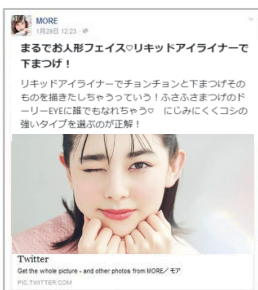 MORE
1月29日 12:23
まるでお人形フェイス♡リキッドアイライナーで
下まつげ！
リキッドアイライナーでチョンチョンと下まつげその
ものを描きたしちゃうっていう！ふさふさまつげのド
ーリーEYEに誰でもなれちゃう♡　にじみにくくコシの
強いタイプを選ぶのが正解！
Twitter
Get the whole picture - and other photos from MORE／モア
PIC.TWITTER.COM